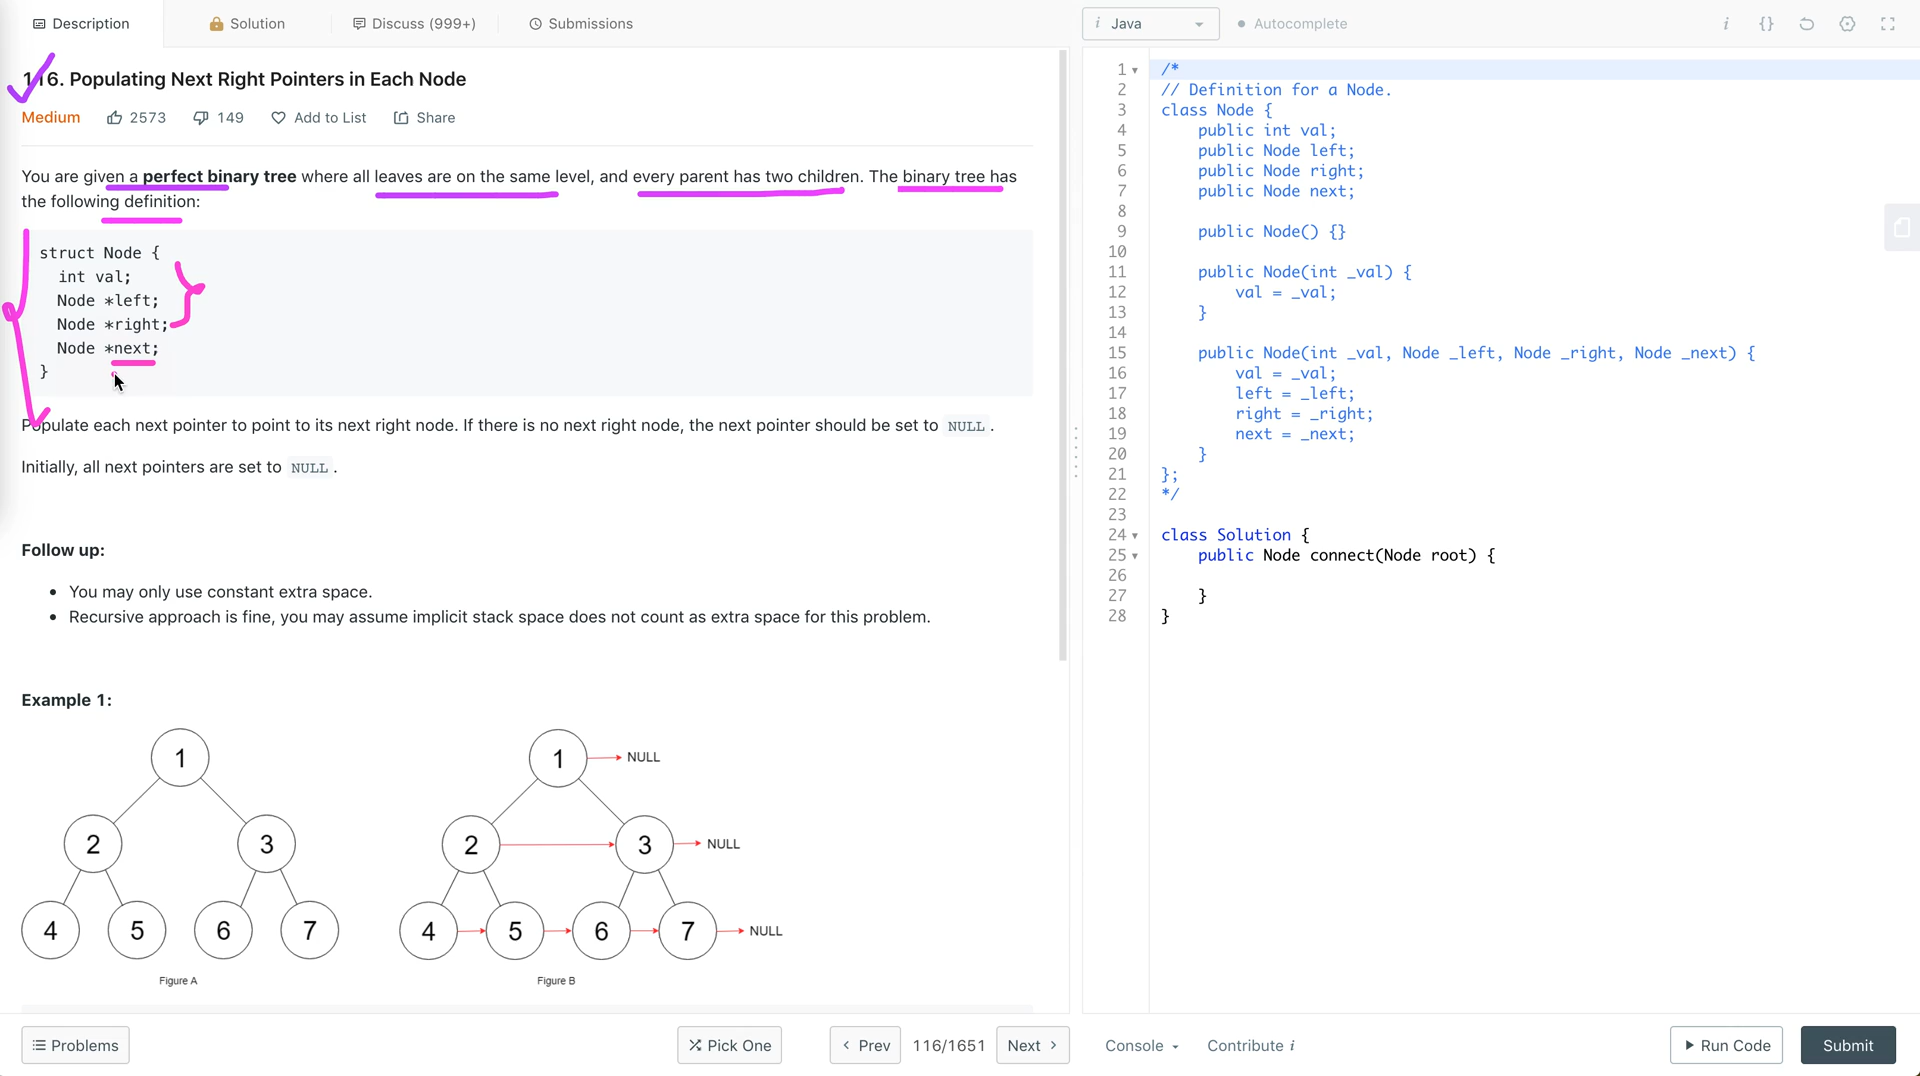 Description
Solution
Discuss (999+)
Submissions
i Java
Autocomplete
i {}
116. Populating Next Right Pointers in Each Node
Medium 2573 149 Add to List Share
You are given a perfect binary tree where all leaves are on the same level, and every parent has two children. The binary tree has
the following definition:
struct Node {
int val;
Node *left;
Node *right;
Node *next;
}
Populate each next pointer to point to its next right node. If there is no next right node, the next pointer should be set to NULL.
Initially, all next pointers are set to NULL.
Follow up:
• You may only use constant extra space.
• Recursive approach is fine, you may assume implicit stack space does not count as extra space for this problem.
Example 1:
1
2 3
4 5 6 7
Figure A
1 NULL
2 3 NULL
4 5 6 7 NULL
Figure B
1 /*
2 // Definition for a Node.
3 class Node {
4 public int val;
5 public Node left;
6 public Node right;
7 public Node next;
8
9 public Node() {}
10
11 public Node(int _val) {
12 val = _val;
13 }
14
15 public Node(int _val, Node _left, Node _right, Node _next) {
16 val = _val;
17 left = _left;
18 right = _right;
19 next = _next;
20 }
21 };
22 */
23
24 class Solution {
25 public Node connect(Node root) {
26
27 }
28 }
Problems
Pick One
Prev
116/1651
Next
Console
Contribute i
Run Code
Submit